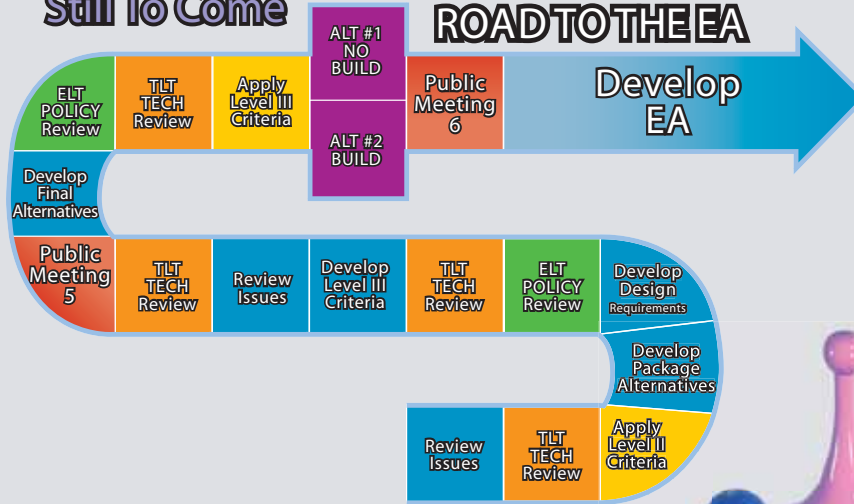 Still To Come
ROAD TO THE EA
ALT #1
NO
BUILD
ELT
POLICY
Review
TLT
TECH
Review
Apply
Level III
Criteria
ALT #2
BUILD
Public
Meeting
6
Develop
EA
Develop
Final
Alternatives
Public
Meeting
5
TLT
TECH
Review
Review
Issues
Develop
Level III
Criteria
TLT
TECH
Review
ELT
POLICY
Review
Develop
Design
Requirements
Develop
Package
Alternatives
Review
Issues
TLT
TECH
Review
Apply
Level II
Criteria